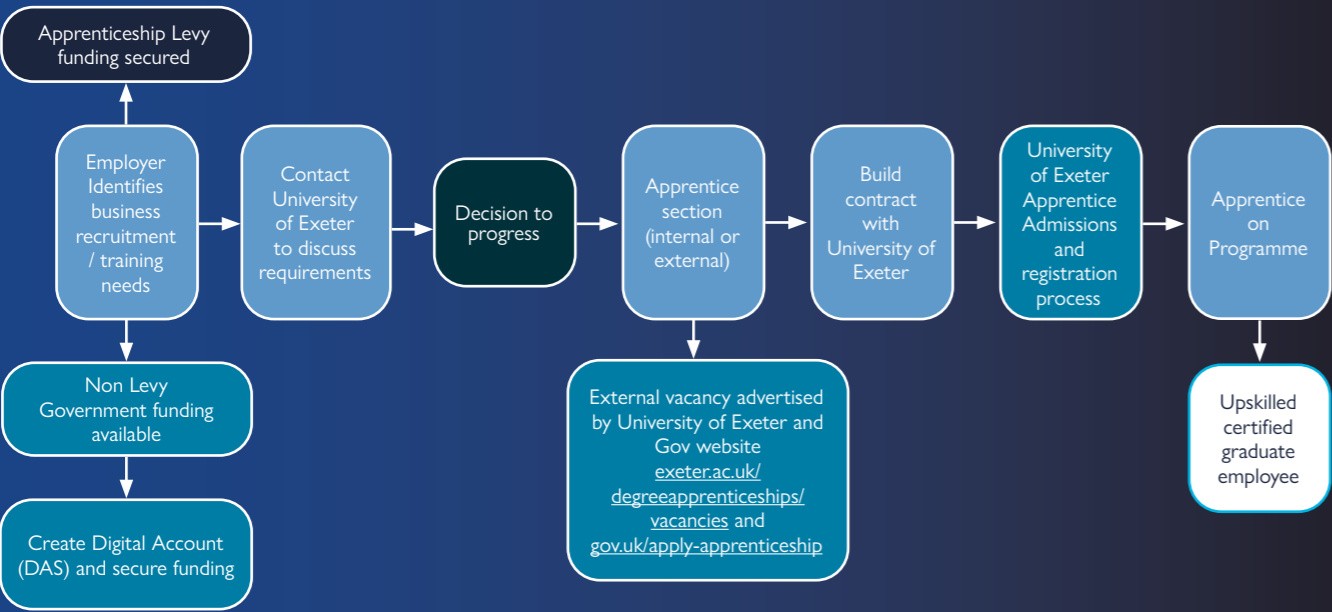 Apprenticeship Levy
funding secured
Employer
Identifies
business
recruitment
/ training
needs
Contact
University
of Exeter
to discuss
requirements
Decision to
progress
Apprentice
section
(internal or
external)
Build
contract
with
University of
Exeter
University
of Exeter
Apprentice
Admissions
and
registration
process
Apprentice
on
Programme
Non Levy
Government funding
available
Create Digital Account
(DAS) and secure funding
External vacancy advertised
by University of Exeter and
Gov website
exeter.ac.uk/
degreeapprenticeships/
vacancies and
gov.uk/apply-apprenticeship
Upskilled
certified
graduate
employee